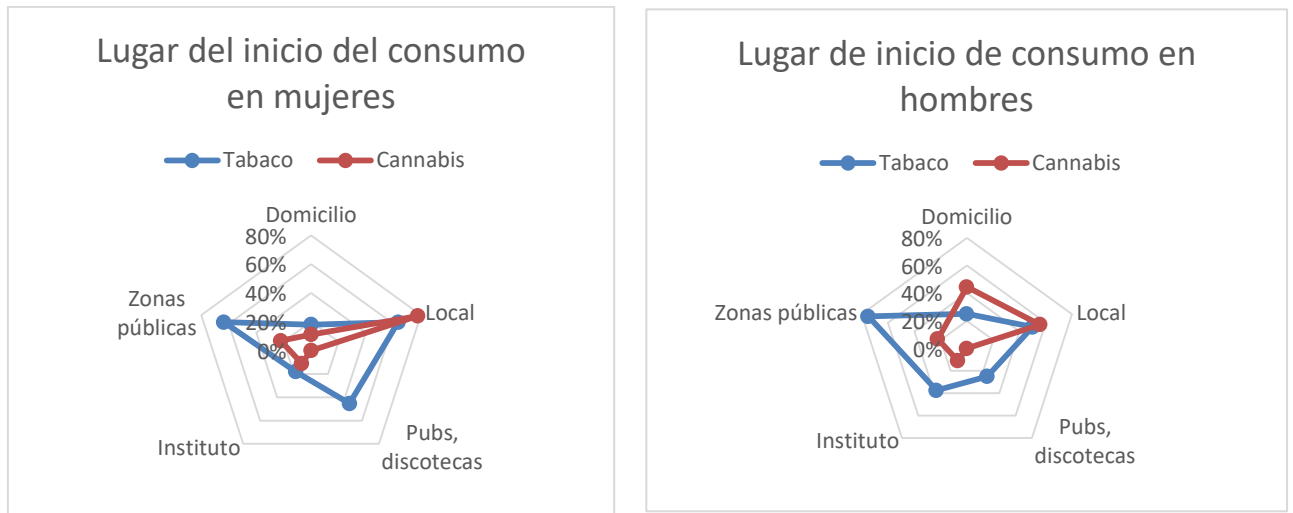 Lugar del inicio del consumo
en mujeres
Tabaco
Cannabis
Domicilio
80%
60%
40%
20%
0%
Zonas
públicas
Local
Instituto
Pubs,
discotecas
Lugar de inicio de consumo en
hombres
Tabaco
Cannabis
Domicilio
80%
60%
40%
20%
0%
Zonas públicas
Local
Instituto
Pubs,
discotecas